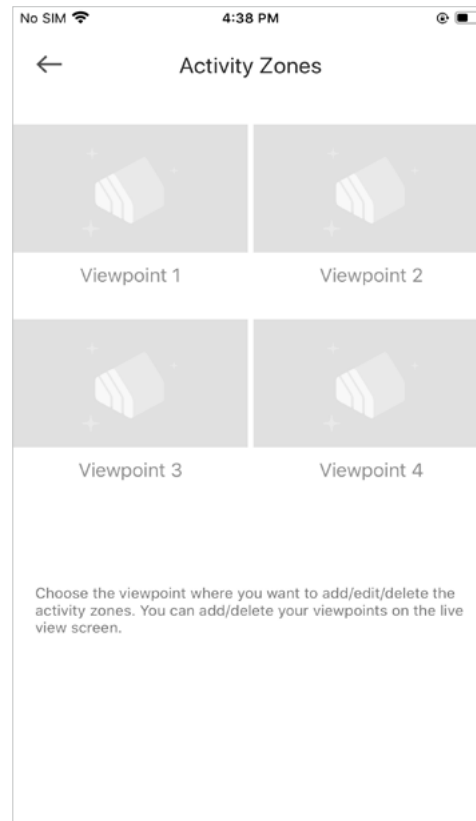 No SIM 4:38 PM
Activity Zones
Viewpoint 1 Viewpoint 2
Viewpoint 3 Viewpoint 4
Choose the viewpoint where you want to add/edit/delete the
activity zones. You can add/delete your viewpoints on the live
view screen.